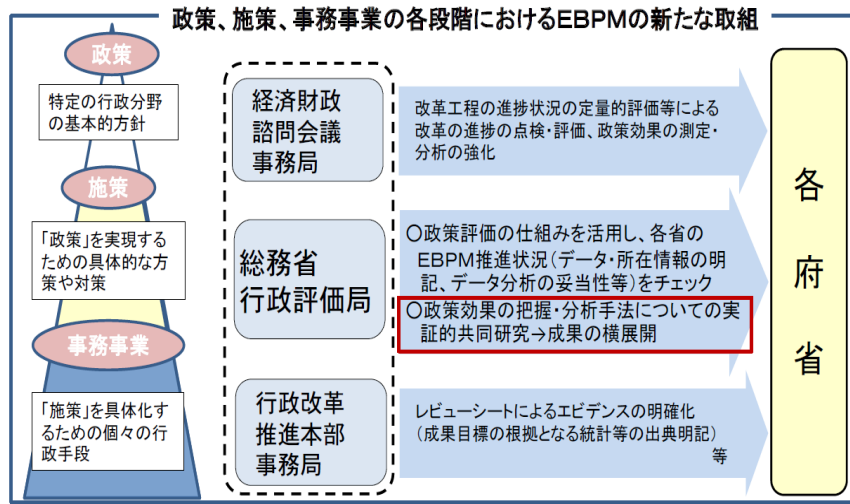 政策、施策、事務事業の各段階におけるEBPMの新たな取組
政策
特定の行政分野
の基本的方針
施策
「政策」を実現する
ための具体的な方
策や対策
事務事業
「施策」を具体化す
るための個々の行
政手段
経済財政
諮問会議
事務局
改革工程の進捗状況の定量的評価等による
改革の進捗の点検・評価、政策効果の測定・
分析の強化
総務省
行政評価局
○政策評価の仕組みを活用し、各省の
EBPM推進状況(データ・所在情報の明
記、データ分析の妥当性等)をチェック
○政策効果の把握・分析手法についての実
証的共同研究→成果の横展開
行政改革
推進本部
事務局
レビューシートによるエビデンスの明確化
(成果目標の根拠となる統計等の出典明記)
等
各
府
省